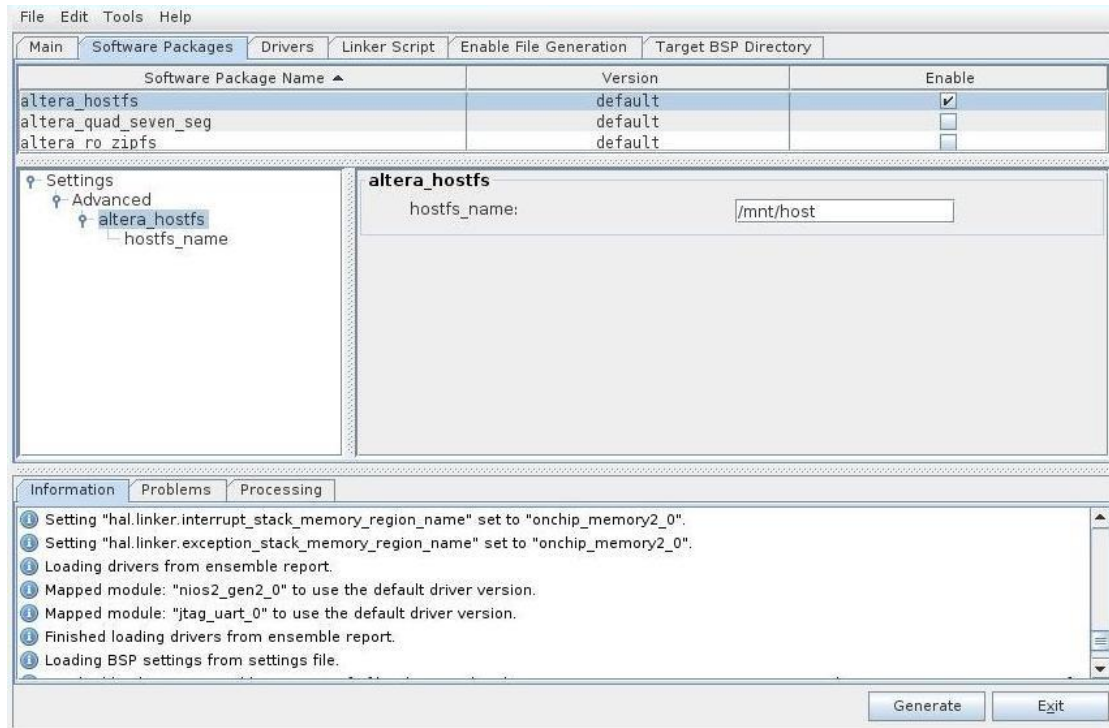 File Edit Tools Help
Main Software Packages Drivers Linker Script Enable File Generation Target BSP Directory
Software Package Name Version Enable
altera_hostfs default
altera_quad_seven_seg default
altera_ro_zipfs default
Settings
Advanced
altera_hostfs
hostfs_name
altera_hostfs
hostfs_name: /mnt/host
Information Problems Processing
Setting "hal.linker.interrupt_stack_memory_region_name" set to "onchip_memory2_0".
Setting "hal.linker.exception_stack_memory_region_name" set to "onchip_memory2_0".
Loading drivers from ensemble report.
Mapped module: "nios2_gen2_0" to use the default driver version.
Mapped module: "jtag_uart_0" to use the default driver version.
Finished loading drivers from ensemble report.
Loading BSP settings from settings file.
Generate Exit